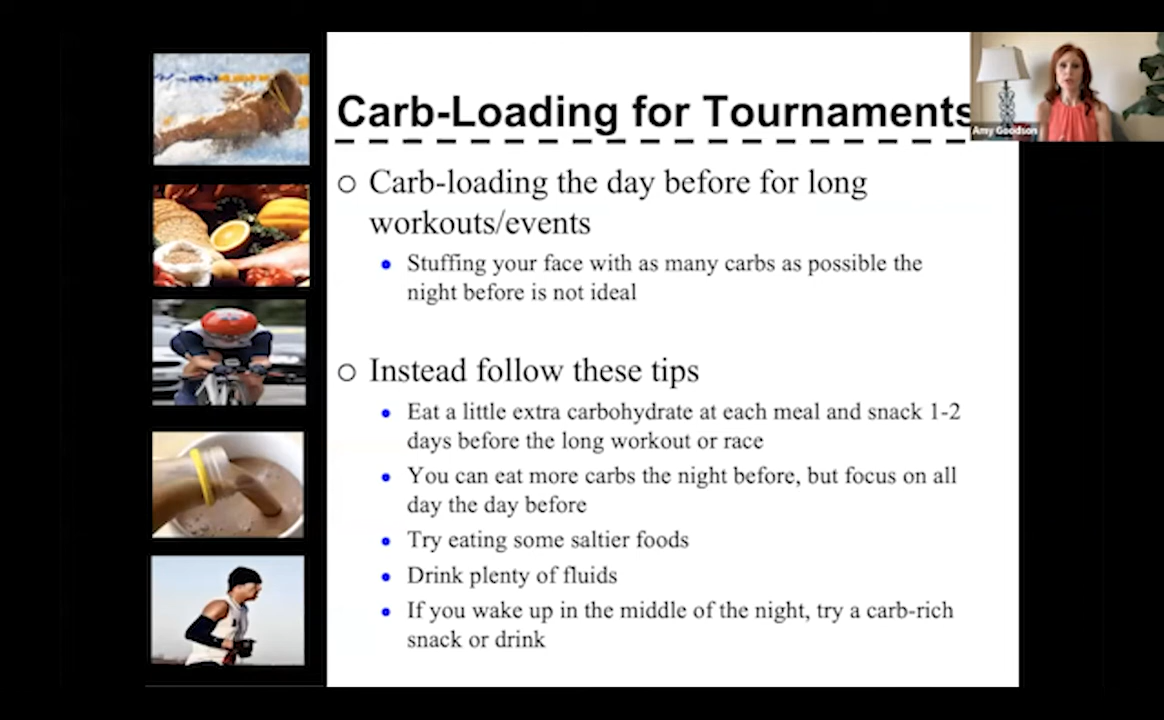 Carb-Loading for Tournaments
Amy Goodson
Carb-loading the day before for long
workouts/events
Stuffing your face with as many carbs as possible the
night before is not ideal
Instead follow these tips
Eat a little extra carbohydrate at each meal and snack 1-2
days before the long workout or race
You can eat more carbs the night before, but focus on all
day the day before
Try eating some saltier foods
Drink plenty of fluids
If you wake up in the middle of the night, try a carb-rich
snack or drink